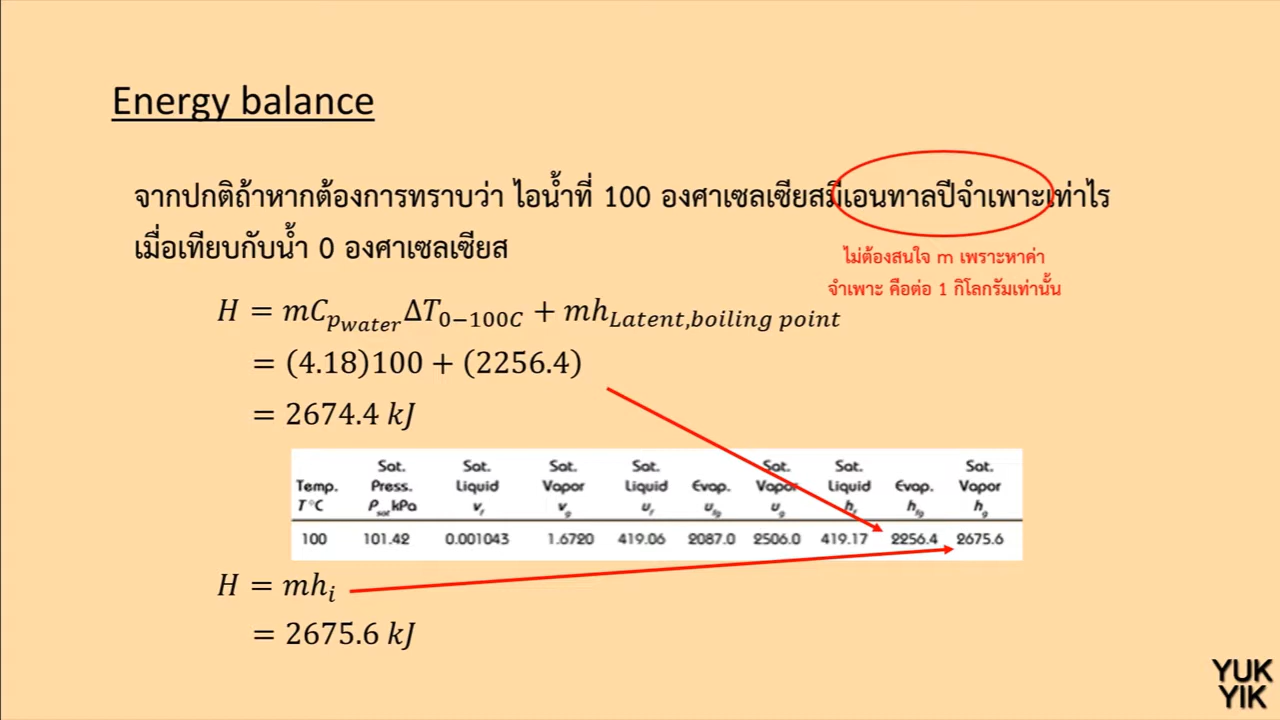 Energy balance
จากปกติถ้าหากต้องการทราบว่า ไอน้ำที่ 100 องศาเซลเซียสมีเอนทาลปีจำเพาะเท่าไร
เมื่อเทียบกับน้ำ 0 องศาเซลเซียส
ไม่ต้องสนใจ m เพราะหาค่า
จำเพาะ คือต่อ 1 กิโลกรัมเท่านั้น
H = mC_{p_{water}}ΔT_{0−100C} + mh_{Latent,boiling point}
= (4.18)100 + (2256.4)
= 2674.4 kJ
Sat. Sat. Sat. Sat. Sat. Sat. Sat.
Temp. Press. Liquid Vapor Liquid Evap. Vapor Liquid Evap. Vapor
T °C P_{sat} kPa v_f v_g u_f u_{fg} u_g h_f h_{fg} h_g
100 101.42 0.001043 1.6720 419.06 2087.0 2506.0 419.17 2256.4 2675.6
H = mh_i
= 2675.6 kJ
YUK
YIK